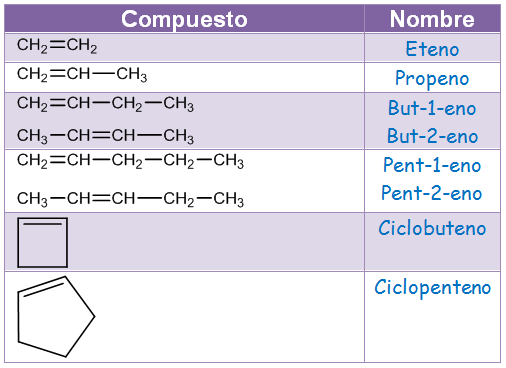 Compuesto Nombre
CH₂=CH₂ Eteno
CH₂=CH—CH₃ Propeno
CH₂=CH—CH₂—CH₃ But-1-eno
CH₃—CH=CH—CH₃ But-2-eno
CH₂=CH—CH₂—CH₂—CH₃ Pent-1-eno
CH₃—CH=CH—CH₂—CH₃ Pent-2-eno
Ciclobuteno
Ciclopenteno